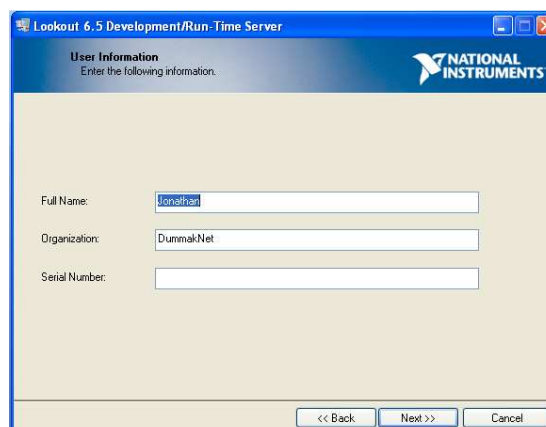 Lookout 6.5 Development/Run-Time Server
User Information
Enter the following information.
NATIONAL
INSTRUMENTS
Full Name:
Jonathan
Organization:
DummakNet
Serial Number:
<< Back
Next >>
Cancel